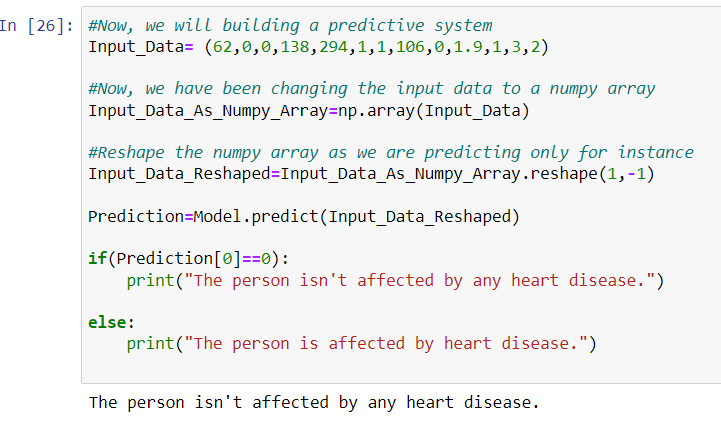 In [26]: #Now, we will building a predictive system
Input_Data= (62,0,0,138,294,1,1,106,0,1.9,1,3,2)
#Now, we have been changing the input data to a numpy array
Input_Data_As_Numpy_Array=np.array(Input_Data)
#Reshape the numpy array as we are predicting only for instance
Input_Data_Reshaped=Input_Data_As_Numpy_Array.reshape(1,-1)
Prediction=Model.predict(Input_Data_Reshaped)
if(Prediction[0]==0):
    print("The person isn't affected by any heart disease.")
else:
    print("The person is affected by heart disease.")
The person isn't affected by any heart disease.